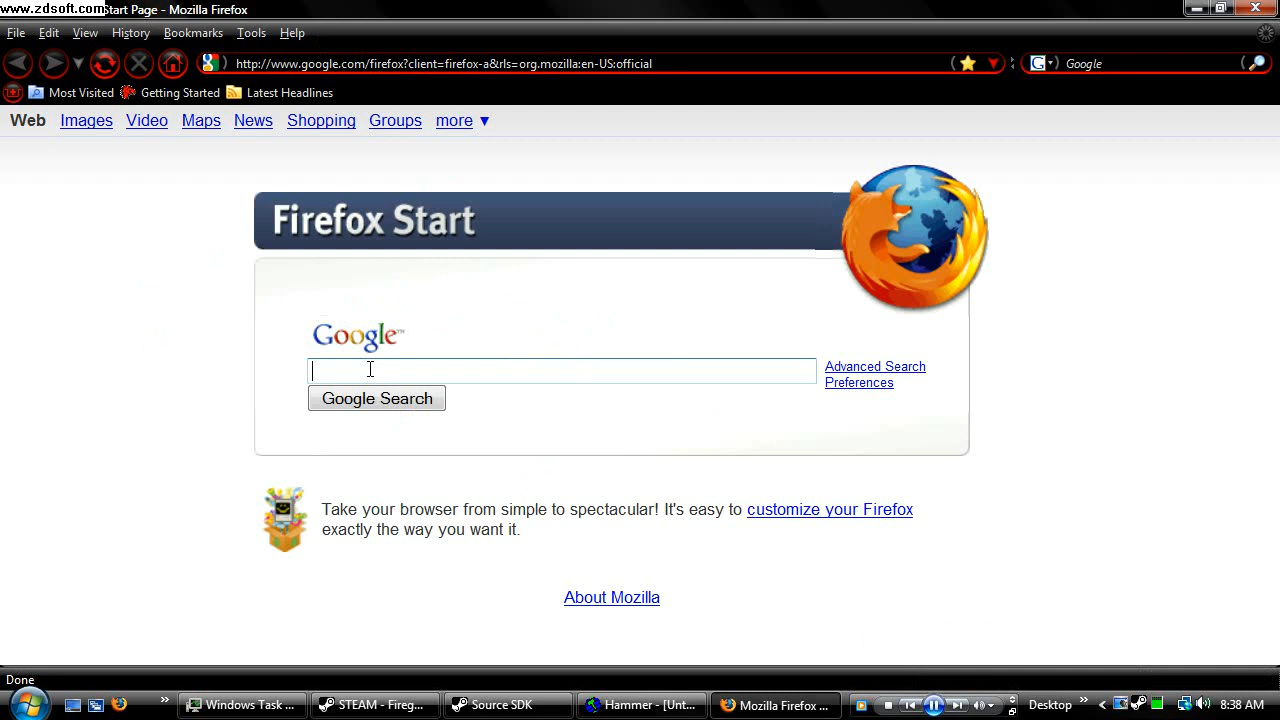 www.zdsoft.com Start Page - Mozilla Firefox
File Edit View History Bookmarks Tools Help
http://www.google.com/firefox?client=firefox-a&rls=org.mozilla:en-US:official
G Google
Most Visited Getting Started Latest Headlines
Web Images Video Maps News Shopping Groups more ▼
Firefox Start
Google™
Advanced Search
Preferences
Google Search
Take your browser from simple to spectacular! It's easy to customize your Firefox
exactly the way you want it.
About Mozilla
Done
Windows Task ... STEAM - Fireg... Source SDK Hammer - [Unt... Mozilla Firefox ... Desktop 8:38 AM